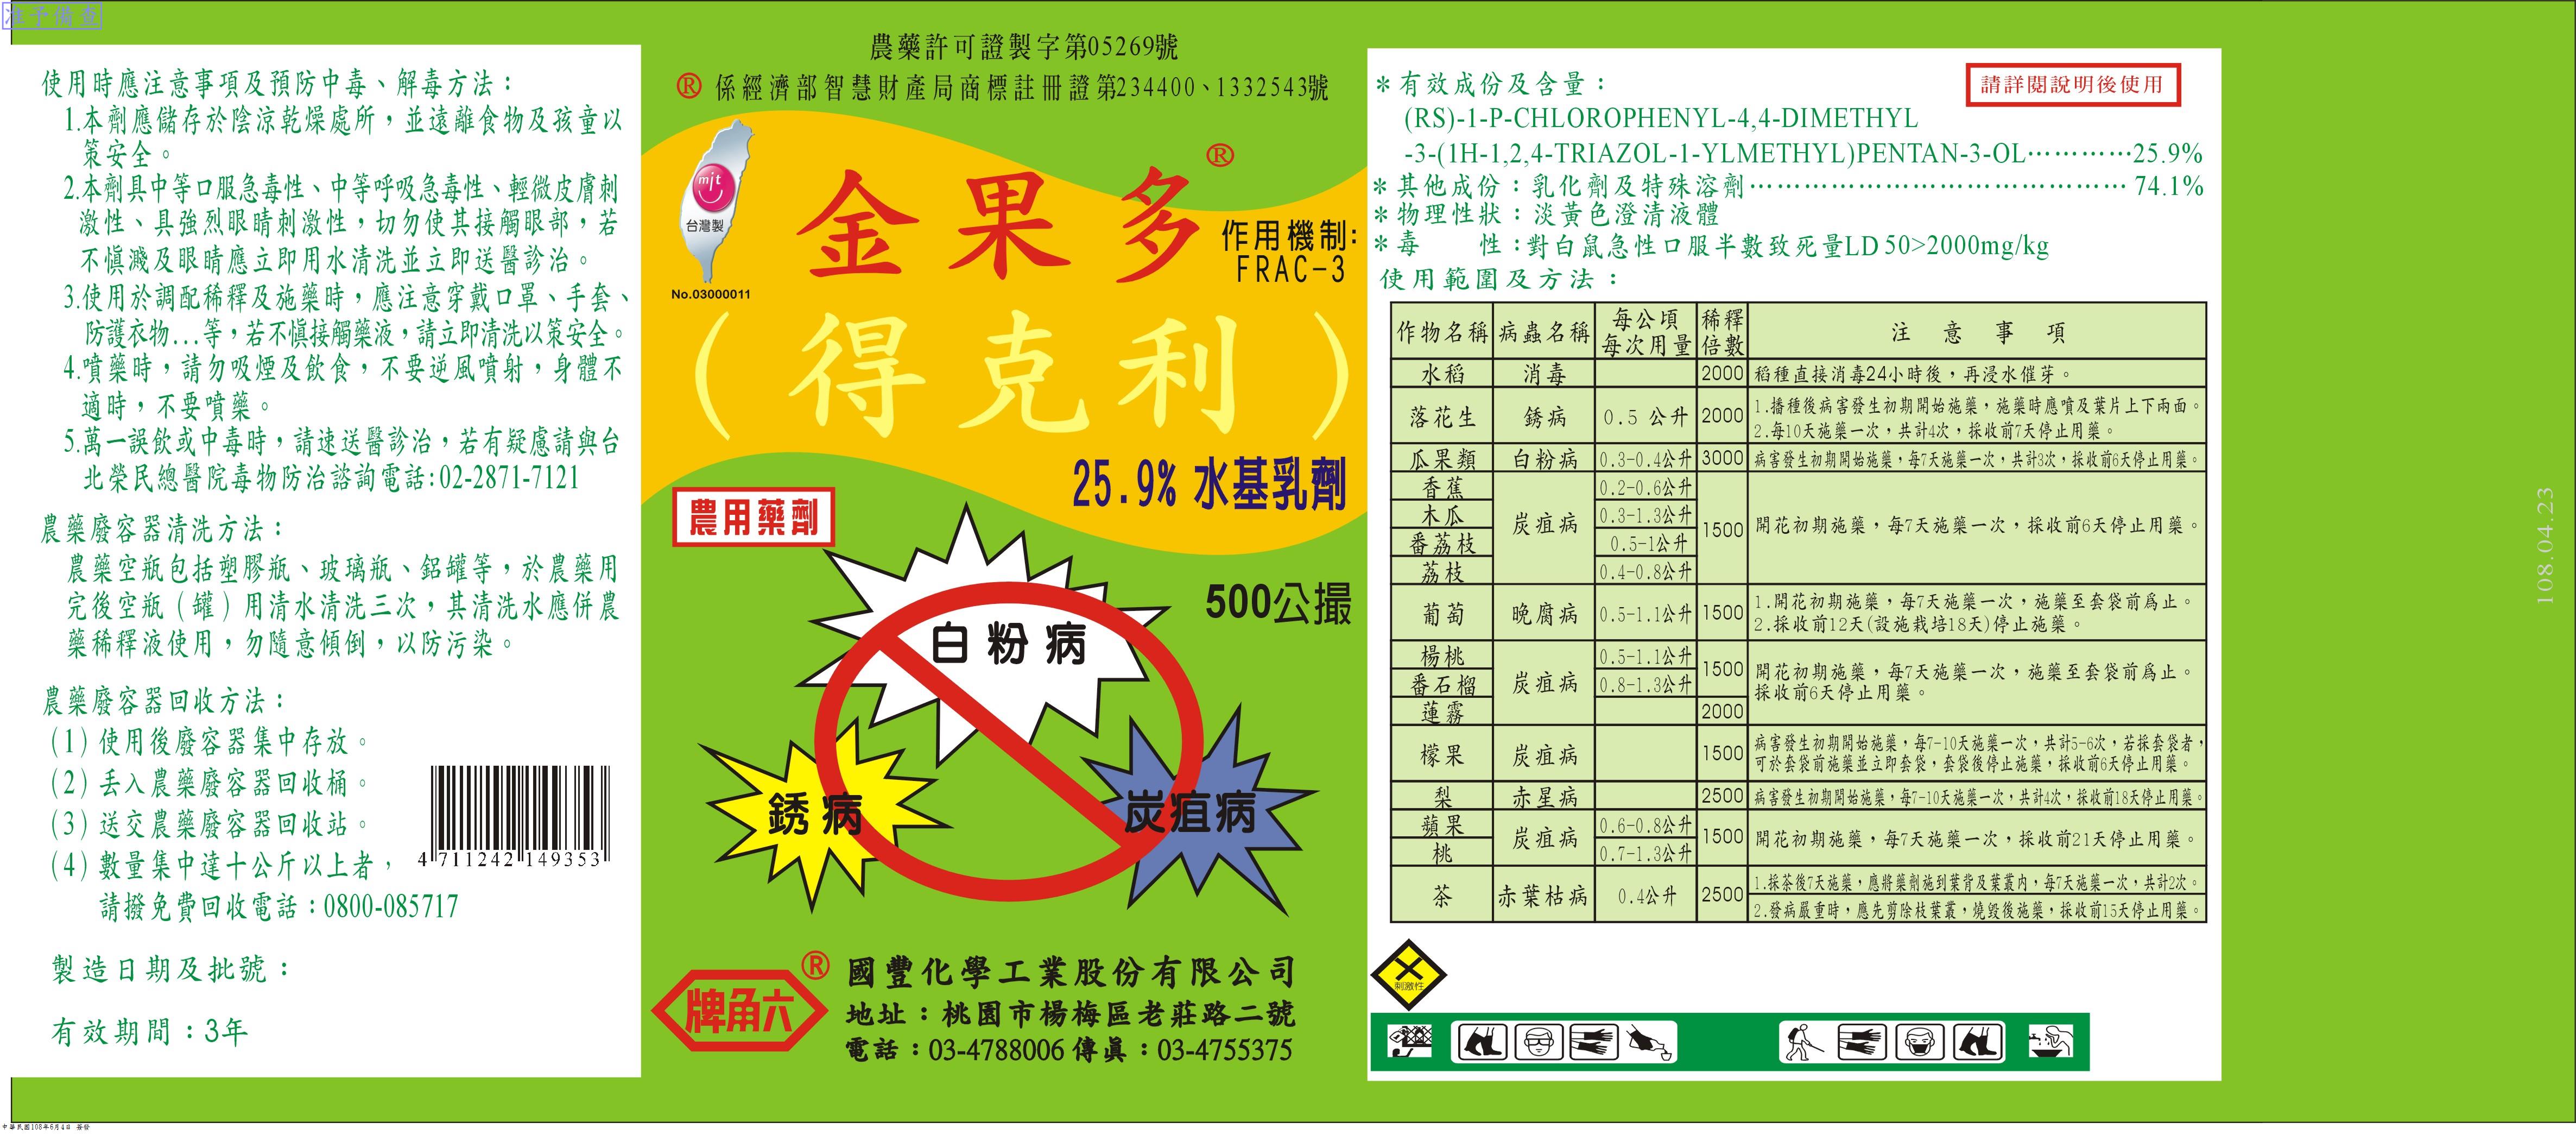 准予備查
使用時應注意事項及預防中毒、解毒方法：
1.本劑應儲存於陰涼乾燥處所，並遠離食物及孩童以
策安全。
2.本劑具中等口服急毒性、中等呼吸急毒性、輕微皮膚刺
激性、具強烈眼睛刺激性，切勿使其接觸眼部，若
不慎濺及眼睛應立即用水清洗並立即送醫診治。
3.使用於調配稀釋及施藥時，應注意穿戴口罩、手套、
防護衣物...等，若不慎接觸藥液，請立即清洗以策安全。
4.噴藥時，請勿吸煙及飲食，不要逆風噴射，身體不
適時，不要噴藥。
5.萬一誤飲或中毒時，請速送醫診治，若有疑慮請與台
北榮民總醫院毒物防治諮詢電話:02-2871-7121
農藥廢容器清洗方法：
農藥空瓶包括塑膠瓶、玻璃瓶、鋁罐等，於農藥用
完後空瓶（罐）用清水清洗三次，其清洗水應併農
藥稀釋液使用，勿隨意傾倒，以防污染。
農藥廢容器回收方法：
(1)使用後廢容器集中存放。
(2)丢入農藥廢容器回收桶。
(3)送交農藥廢容器回收站。
(4)數量集中達十公斤以上者，
請撥免費回收電話：0800-085717
4 711242 149353
製造日期及批號：
有效期間：3年
農藥許可證製字第05269號
® 係經濟部智慧財產局商標註冊證第234400、1332543號
mit
台灣製
No.03000011
金果多®
作用機制:
FRAC-3
(得克利)
25.9% 水基乳劑
農用藥劑
500公撮
白粉病
銹病
炭疽病
牌角六®
國豐化學工業股份有限公司
地址：桃園市楊梅區老莊路二號
電話：03-4788006 傳真：03-4755375
請詳閱說明後使用
＊有效成份及含量：
(RS)-1-P-CHLOROPHENYL-4,4-DIMETHYL
-3-(1H-1,2,4-TRIAZOL-1-YLMETHYL)PENTAN-3-OL…………25.9%
＊其他成份：乳化劑及特殊溶劑…………………………………… 74.1%
＊物理性狀：淡黃色澄清液體
＊毒　　性：對白鼠急性口服半數致死量LD 50>2000mg/kg
使用範圍及方法：
作物名稱 病蟲名稱 每公頃每次用量 稀釋倍數 注意事項
水稻 消毒 2000 稻種直接消毒24小時後，再浸水催芽。
落花生 銹病 0.5 公升 2000 1.播種後病害發生初期開始施藥，施藥時應噴及葉片上下兩面。
2.每10天施藥一次，共計4次，採收前7天停止用藥。
瓜果類 白粉病 0.3-0.4公升 3000 病害發生初期開始施藥，每7天施藥一次，共計3次，採收前6天停止用藥。
香蕉 炭疽病 0.2-0.6公升 1500 開花初期施藥，每7天施藥一次，採收前6天停止用藥。
木瓜 0.3-1.3公升
番荔枝 0.5-1公升
荔枝 0.4-0.8公升
葡萄 晚腐病 0.5-1.1公升 1500 1.開花初期施藥，每7天施藥一次，施藥至套袋前為止。
2.採收前12天(設施栽培18天)停止施藥。
楊桃 炭疽病 0.5-1.1公升 1500 開花初期施藥，每7天施藥一次，施藥至套袋前為止。
番石榴 0.8-1.3公升 採收前6天停止用藥。
蓮霧 2000
檬果 炭疽病 1500 病害發生初期開始施藥，每7-10天施藥一次，共計5-6次，若採套袋者，
可於套袋前施藥並立即套袋，套袋後停止施藥，採收前6天停止用藥。
梨 赤星病 2500 病害發生初期開始施藥，每7-10天施藥一次，共計4次，採收前18天停止用藥。
蘋果 炭疽病 0.6-0.8公升 1500 開花初期施藥，每7天施藥一次，採收前21天停止用藥。
桃 0.7-1.3公升
茶 赤葉枯病 0.4公升 2500 1.採茶後7天施藥，應將藥劑施到葉背及葉叢內，每7天施藥一次，共計2次。
2.發病嚴重時，應先剪除枝葉叢，燒毀後施藥，採收前15天停止用藥。
刺激性
108.04.23
中華民國108年6月4日 簽發